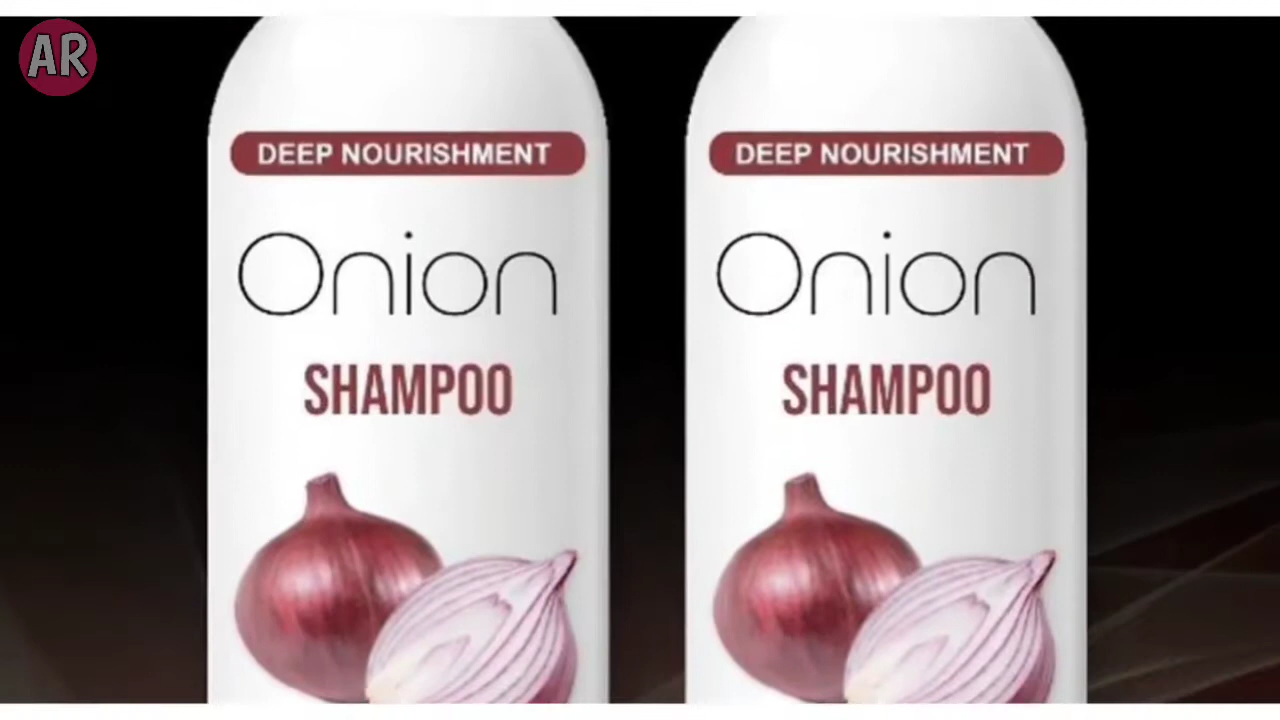 AR
DEEP NOURISHMENT
Onion
SHAMPOO
DEEP NOURISHMENT
Onion
SHAMPOO